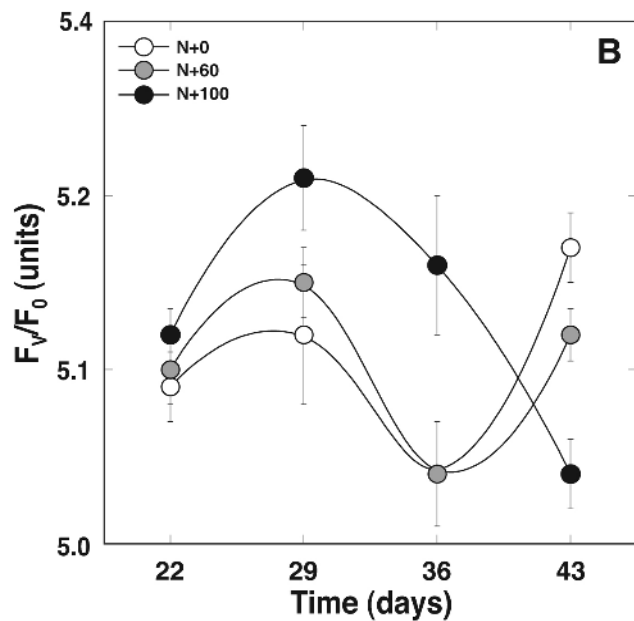 5.4
B
N+0
N+60
N+100
5.2
5.1
5.0
Fᵥ/F₀ (units)
22 29 36 43
Time (days)